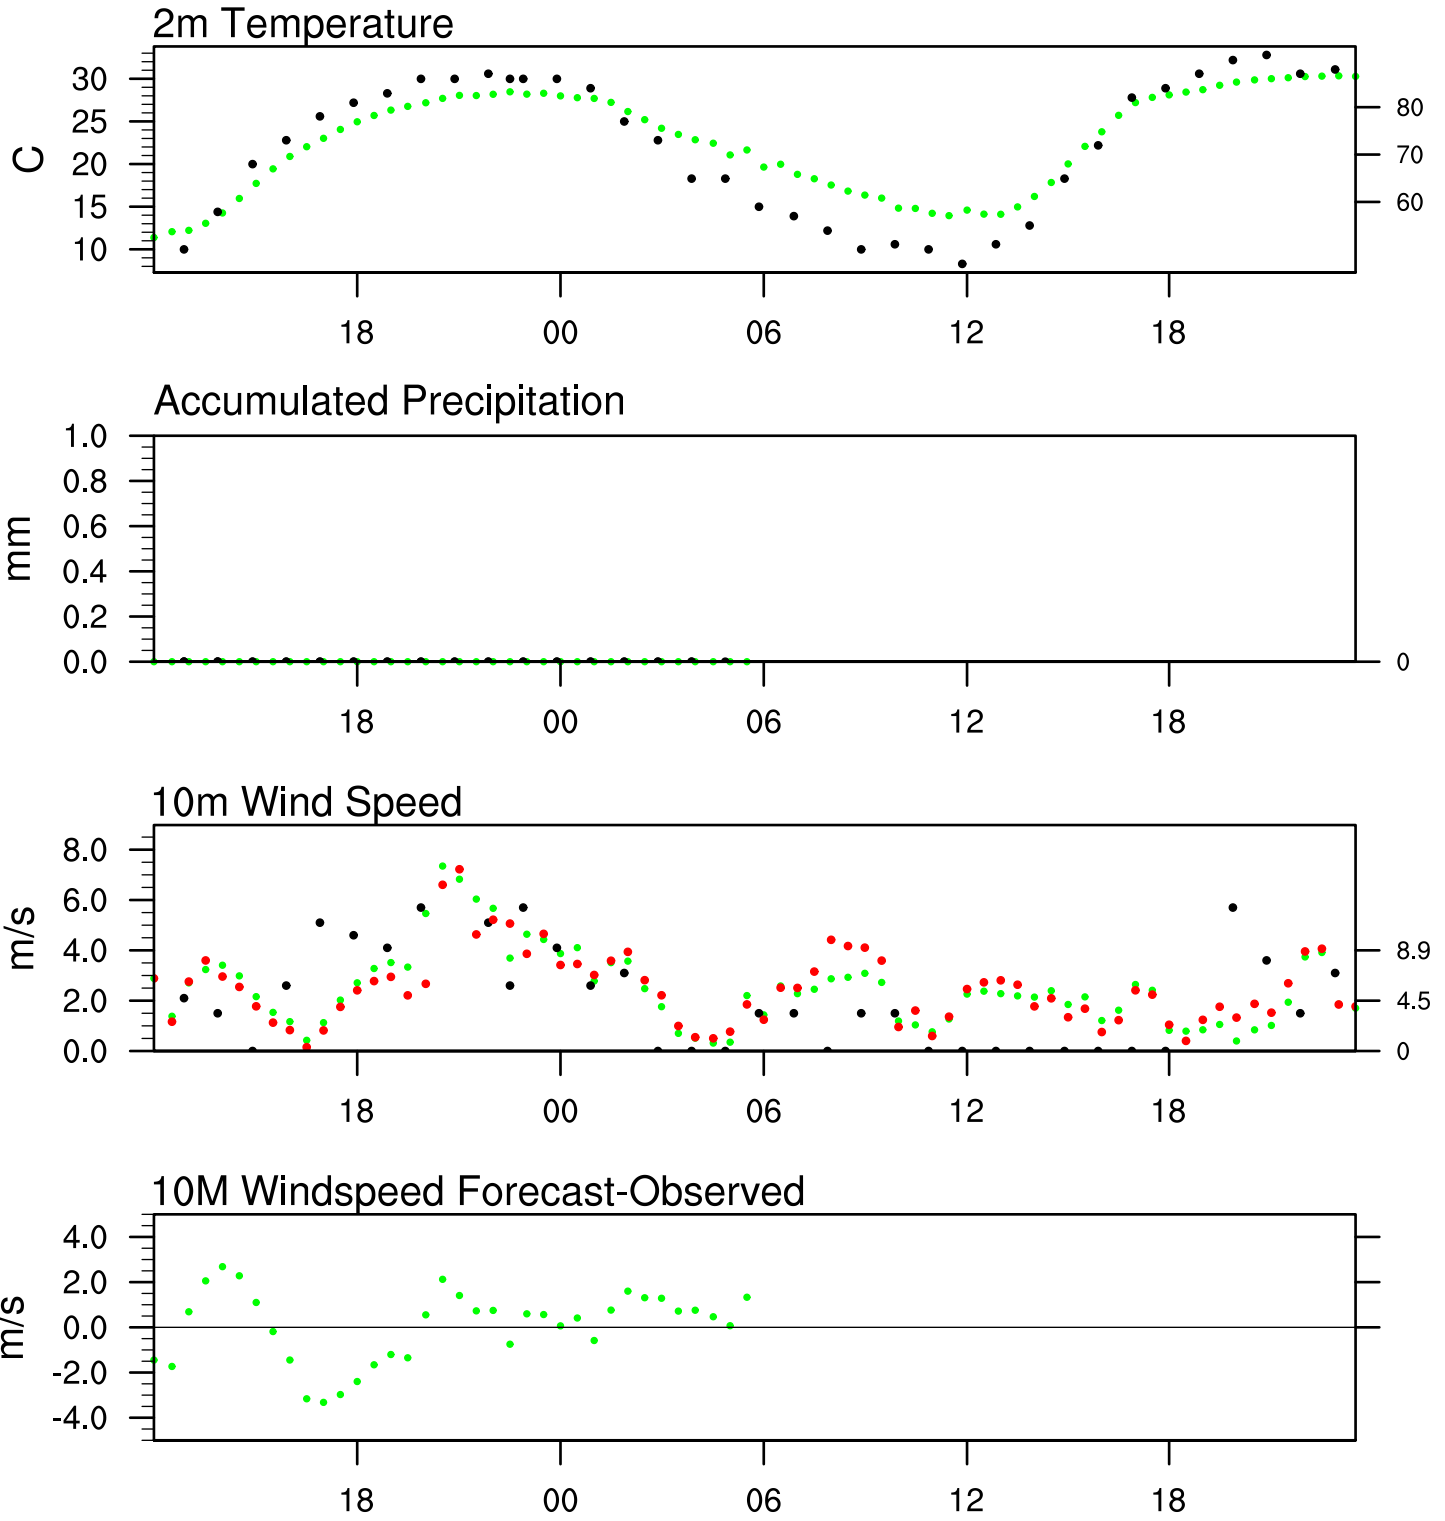 2m Temperature
C
30
25
20
15
10
80
70
60
18 00 06 12 18
Accumulated Precipitation
mm
1.0
0.8
0.6
0.4
0.2
0.0
0
18 00 06 12 18
10m Wind Speed
m/s
8.0
6.0
4.0
2.0
0.0
8.9
4.5
0
18 00 06 12 18
10M Windspeed Forecast-Observed
m/s
4.0
2.0
0.0
-2.0
-4.0
18 00 06 12 18